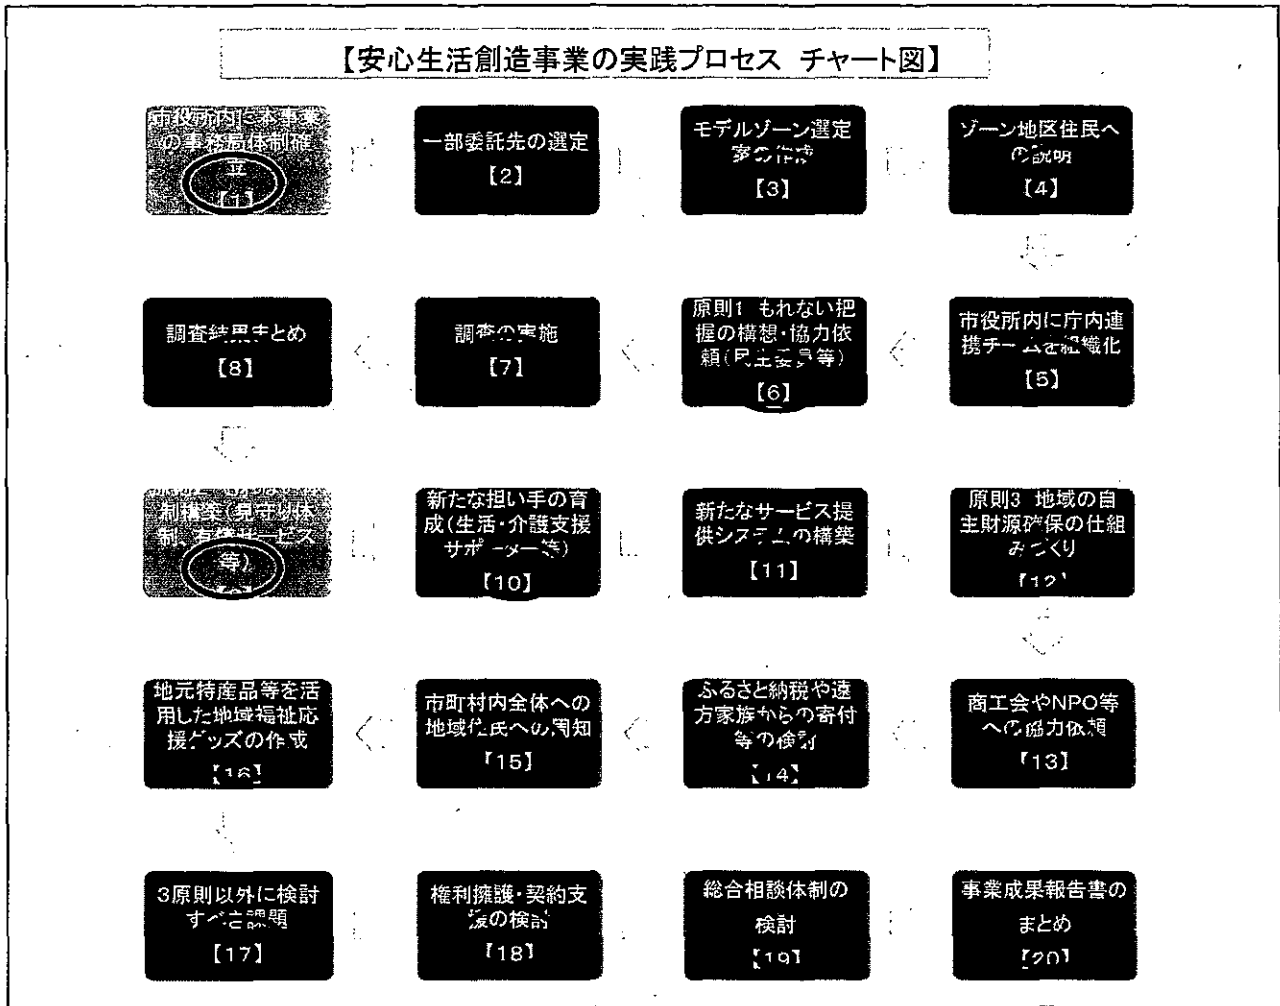 【安心生活創造事業の実践プロセス チャート図】
市役所内に本事業
の事務局体制確
立
【1】
一部委託先の選定
【2】
モデルゾーン選定
案の作成
【3】
ゾーン地区住民へ
の説明
【4】
調査結果まとめ
【8】
調査の実施
【7】
原則1 もれない把
握の構想・協力依
頼(民生委員等)
【6】
市役所内に庁内連
携チームを組織化
【5】
制構築(見守り体
制、有償サービス
等)
新たな担い手の育
成(生活・介護支援
サポーター等)
【10】
新たなサービス提
供システムの構築
【11】
原則3 地域の自
主財源確保の仕組
みづくり
【12】
地元特産品等を活
用した地域福祉応
援グッズの作成
【16】
市町村内全体への
地域住民への周知
【15】
ふるさと納税や遠
方家族からの寄付
等の検討
【14】
商工会やNPO等
への協力依頼
【13】
3原則以外に検討
すべき課題
【17】
権利擁護・契約支
援の検討
【18】
総合相談体制の
検討
【19】
事業成果報告書の
まとめ
【20】